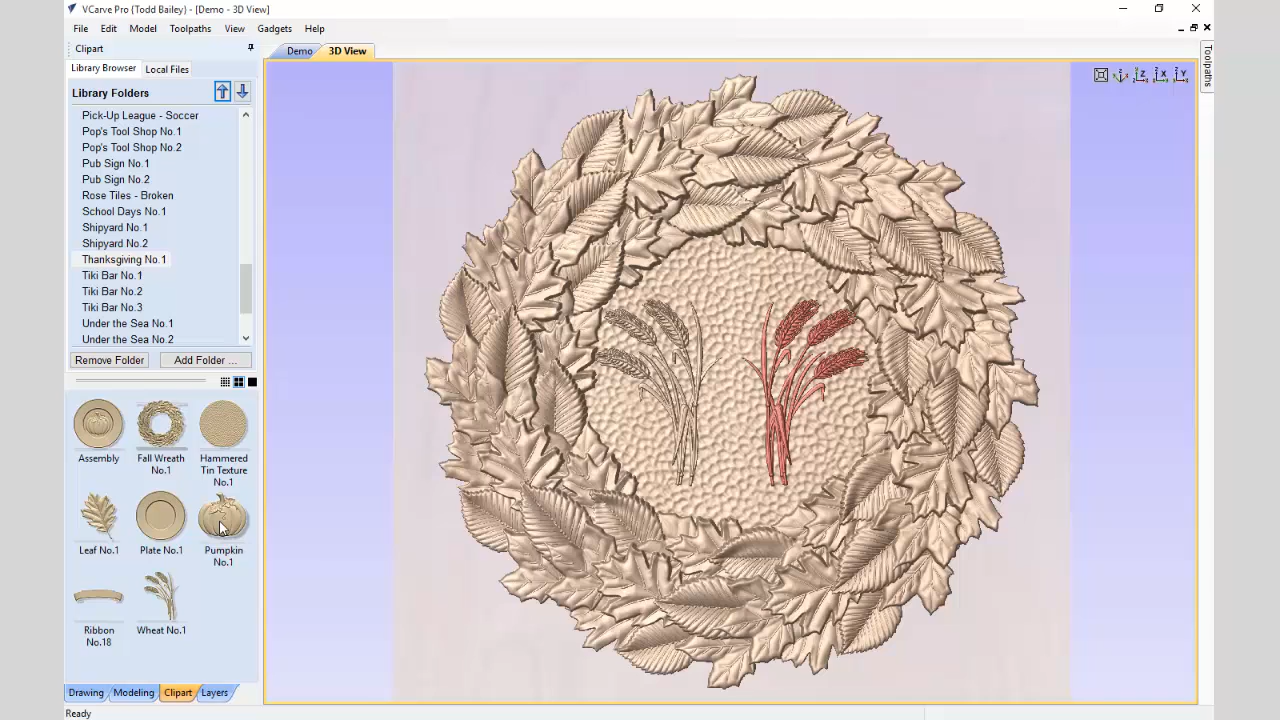 VCarve Pro (Todd Bailey) - [Demo - 3D View]
File Edit Model Toolpaths View Gadgets Help
Clipart
Library Browser Local Files
Library Folders
Pick-Up League - Soccer
Pop's Tool Shop No.1
Pop's Tool Shop No.2
Pub Sign No.1
Pub Sign No.2
Rose Tiles - Broken
School Days No.1
Shipyard No.1
Shipyard No.2
Thanksgiving No.1
Tiki Bar No.1
Tiki Bar No.2
Tiki Bar No.3
Under the Sea No.1
Under the Sea No.2
Remove Folder Add Folder ...
Assembly
Fall Wreath
No.1
Hammered
Tin Texture
No.1
Leaf No.1
Plate No.1
Pumpkin
No.1
Ribbon
No.18
Wheat No.1
Drawing Modeling Clipart Layers
Ready
Demo 3D View
Z X Y
Toolpaths